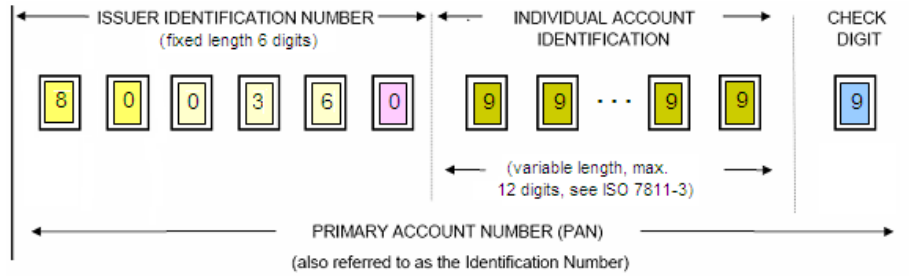 ISSUER IDENTIFICATION NUMBER
(fixed length 6 digits)
INDIVIDUAL ACCOUNT
IDENTIFICATION
CHECK
DIGIT
8 0 0 3 6 0 9 9 . . . 9 9 9
(variable length, max.
12 digits, see ISO 7811-3)
PRIMARY ACCOUNT NUMBER (PAN)
(also referred to as the Identification Number)